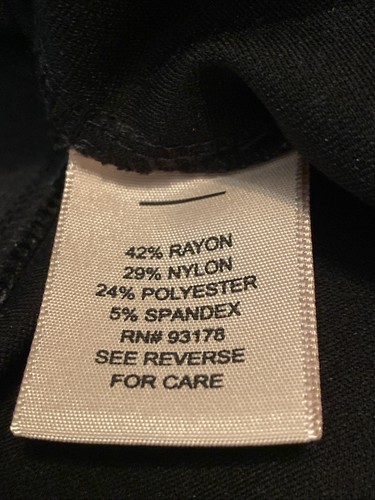 42% RAYON
29% NYLON
24% POLYESTER
5% SPANDEX
RN# 93178
SEE REVERSE
FOR CARE